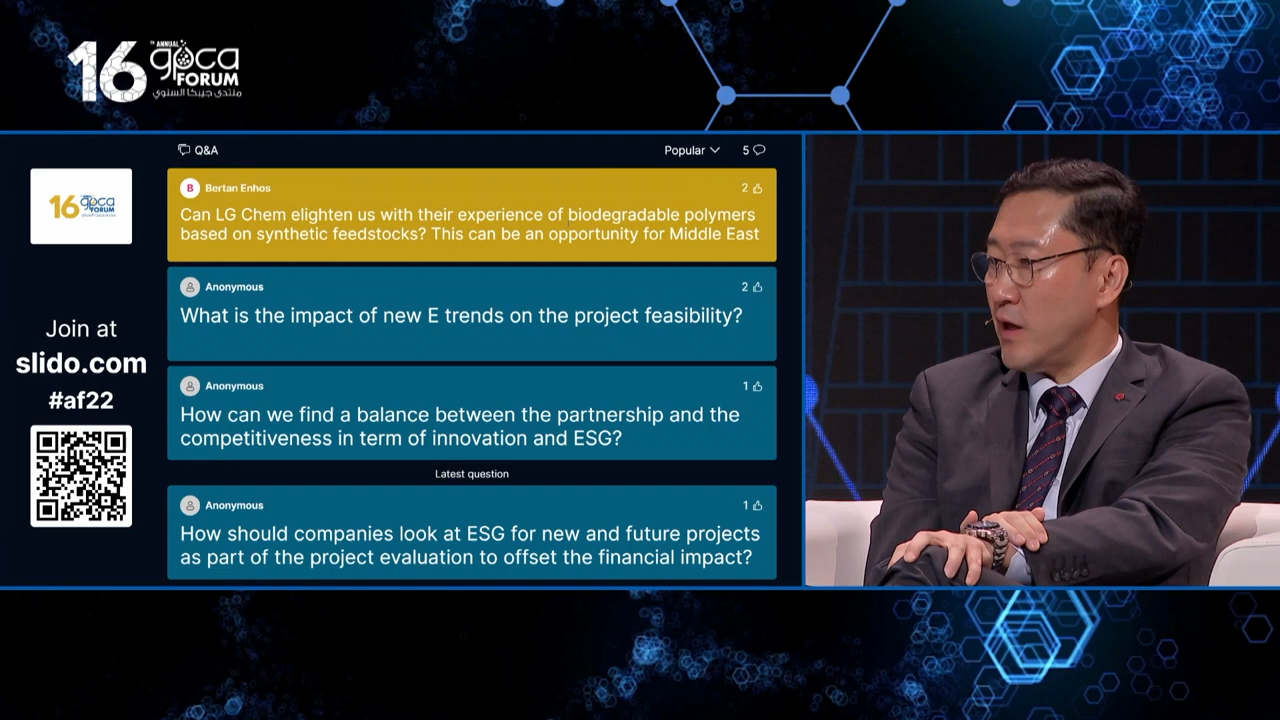 16
TH ANNUAL
gpca
FORUM
منتدى جيبكا السنوي
Q&A
Popular
5
16
gpca
FORUM
B
Bertan Enhos
2
Can LG Chem elighten us with their experience of biodegradable polymers
based on synthetic feedstocks? This can be an opportunity for Middle East
Anonymous
2
What is the impact of new E trends on the project feasibility?
Join at
slido.com
#af22
Anonymous
1
How can we find a balance between the partnership and the
competitiveness in term of innovation and ESG?
Latest question
Anonymous
1
How should companies look at ESG for new and future projects
as part of the project evaluation to offset the financial impact?